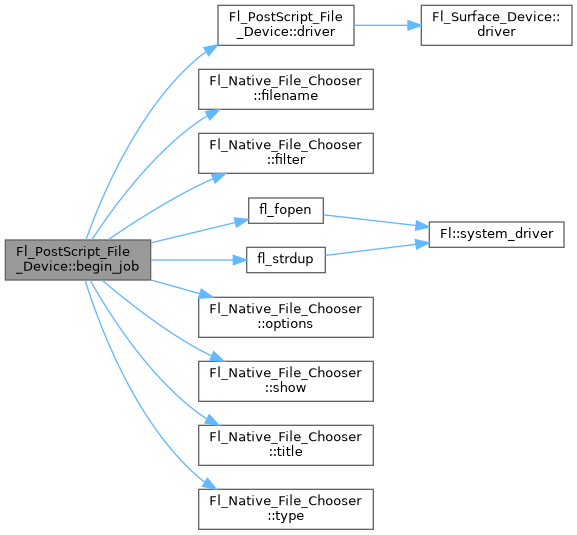 Fl_PostScript_File
_Device::driver
Fl_Surface_Device::
driver
Fl_Native_File_Chooser
::filename
Fl_Native_File_Chooser
::filter
fl_fopen
Fl::system_driver
Fl_PostScript_File
_Device::begin_job
fl_strdup
Fl_Native_File_Chooser
::options
Fl_Native_File_Chooser
::show
Fl_Native_File_Chooser
::title
Fl_Native_File_Chooser
::type